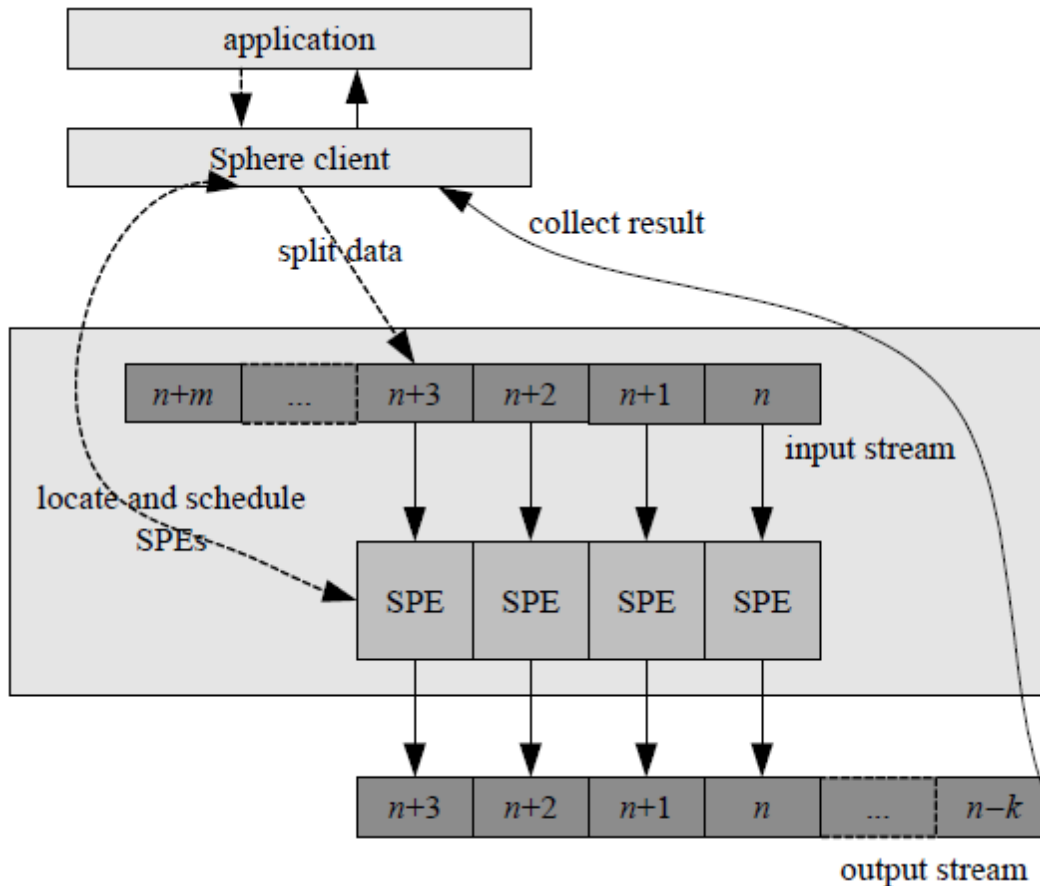 application
Sphere client
collect result
split data
n+m ... n+3 n+2 n+1 n
input stream
locate and schedule
SPEs
SPE SPE SPE SPE
n+3 n+2 n+1 n ... n−k
output stream